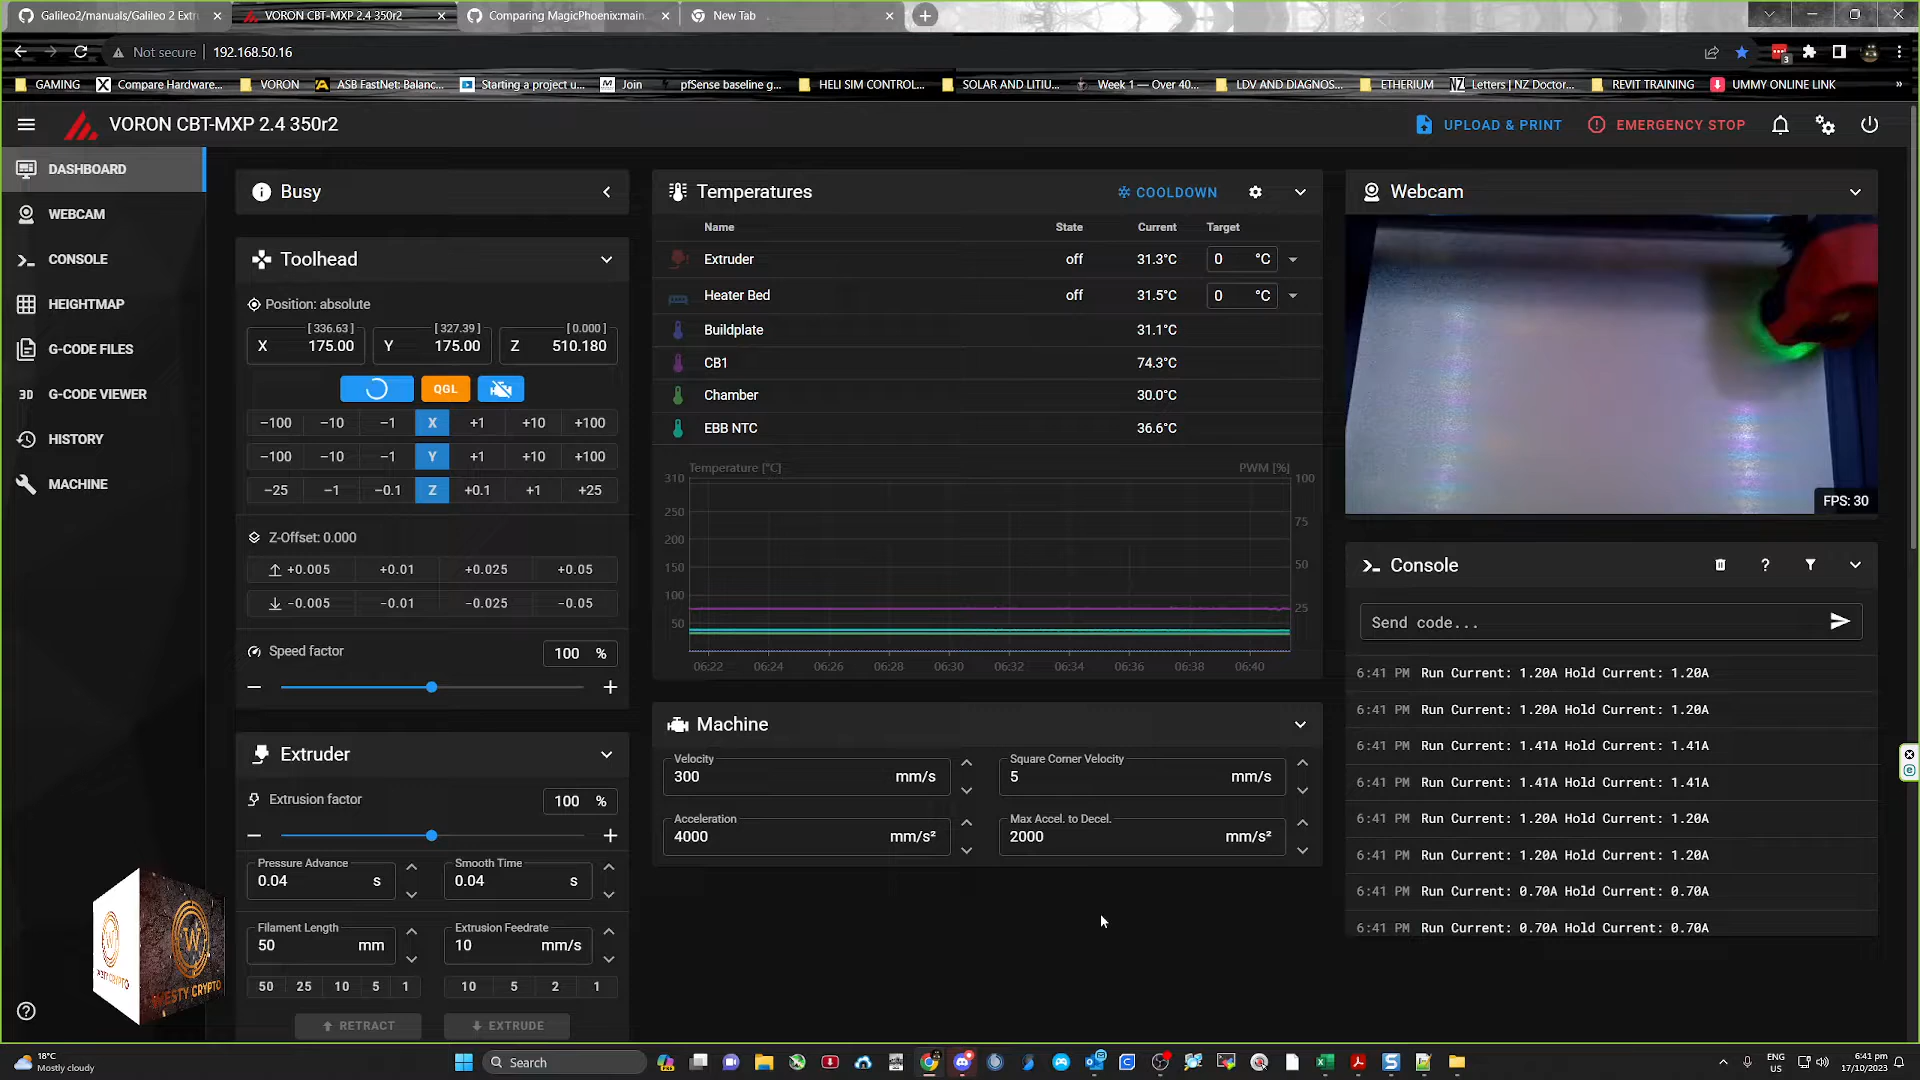 Galileo2/manuals/Galileo 2 Extr
VORON CBT-MXP 2.4 350r2
Comparing MagicPhoenix:main
New Tab
Not secure
192.168.50.16
3
GAMING
Compare Hardware...
VORON
ASB FastNet: Balanc...
Starting a project u...
Join
pfSense baseline g...
HELI SIM CONTROL...
SOLAR AND LITIU...
Week 1 — Over 40...
LDV AND DIAGNOS...
ETHERIUM
Letters | NZ Doctor...
REVIT TRAINING
UMMY ONLINE LINK
»
VORON CBT-MXP 2.4 350r2
UPLOAD & PRINT
EMERGENCY STOP
DASHBOARD
WEBCAM
CONSOLE
HEIGHTMAP
G-CODE FILES
3D G-CODE VIEWER
HISTORY
MACHINE
Busy
Toolhead
Position: absolute
[ 336.63 ] [ 327.39 ] [ 0.000 ]
X 175.00 Y 175.00 Z 510.180
QGL
−100 −10 −1 X +1 +10 +100
−100 −10 −1 Y +1 +10 +100
−25 −1 −0.1 Z +0.1 +1 +25
Z-Offset: 0.000
+0.005 +0.01 +0.025 +0.05
−0.005 −0.01 −0.025 −0.05
Speed factor 100 %
Extruder
Extrusion factor 100 %
Pressure Advance Smooth Time
0.04 s 0.04 s
Filament Length Extrusion Feedrate
50 mm 10 mm/s
50 25 10 5 1 10 5 2 1
RETRACT EXTRUDE
Temperatures
COOLDOWN
Name State Current Target
Extruder off 31.3°C 0 °C
Heater Bed off 31.5°C 0 °C
Buildplate 31.1°C
CB1 74.3°C
Chamber 30.0°C
EBB NTC 36.6°C
Temperature [°C] PWM [%]
310
250
200
150
100
50
100
75
50
25
06:22 06:24 06:26 06:28 06:30 06:32 06:34 06:36 06:38 06:40
Machine
Velocity Square Corner Velocity
300 mm/s 5 mm/s
Acceleration Max Accel. to Decel.
4000 mm/s² 2000 mm/s²
Webcam
FPS: 30
Console
Send code...
6:41 PM Run Current: 1.20A Hold Current: 1.20A
6:41 PM Run Current: 1.20A Hold Current: 1.20A
6:41 PM Run Current: 1.41A Hold Current: 1.41A
6:41 PM Run Current: 1.41A Hold Current: 1.41A
6:41 PM Run Current: 1.20A Hold Current: 1.20A
6:41 PM Run Current: 1.20A Hold Current: 1.20A
6:41 PM Run Current: 0.70A Hold Current: 0.70A
6:41 PM Run Current: 0.70A Hold Current: 0.70A
WESTY CRYPTO
18°C
Mostly cloudy
Search
ENG
US
6:41 pm
17/10/2023